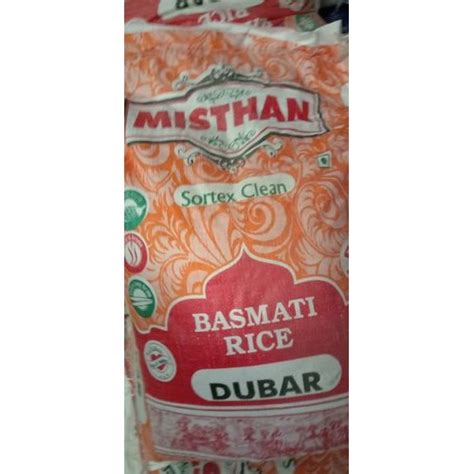 MISTHAN
Sortex Clean
BASMATI
RICE
DUBAR